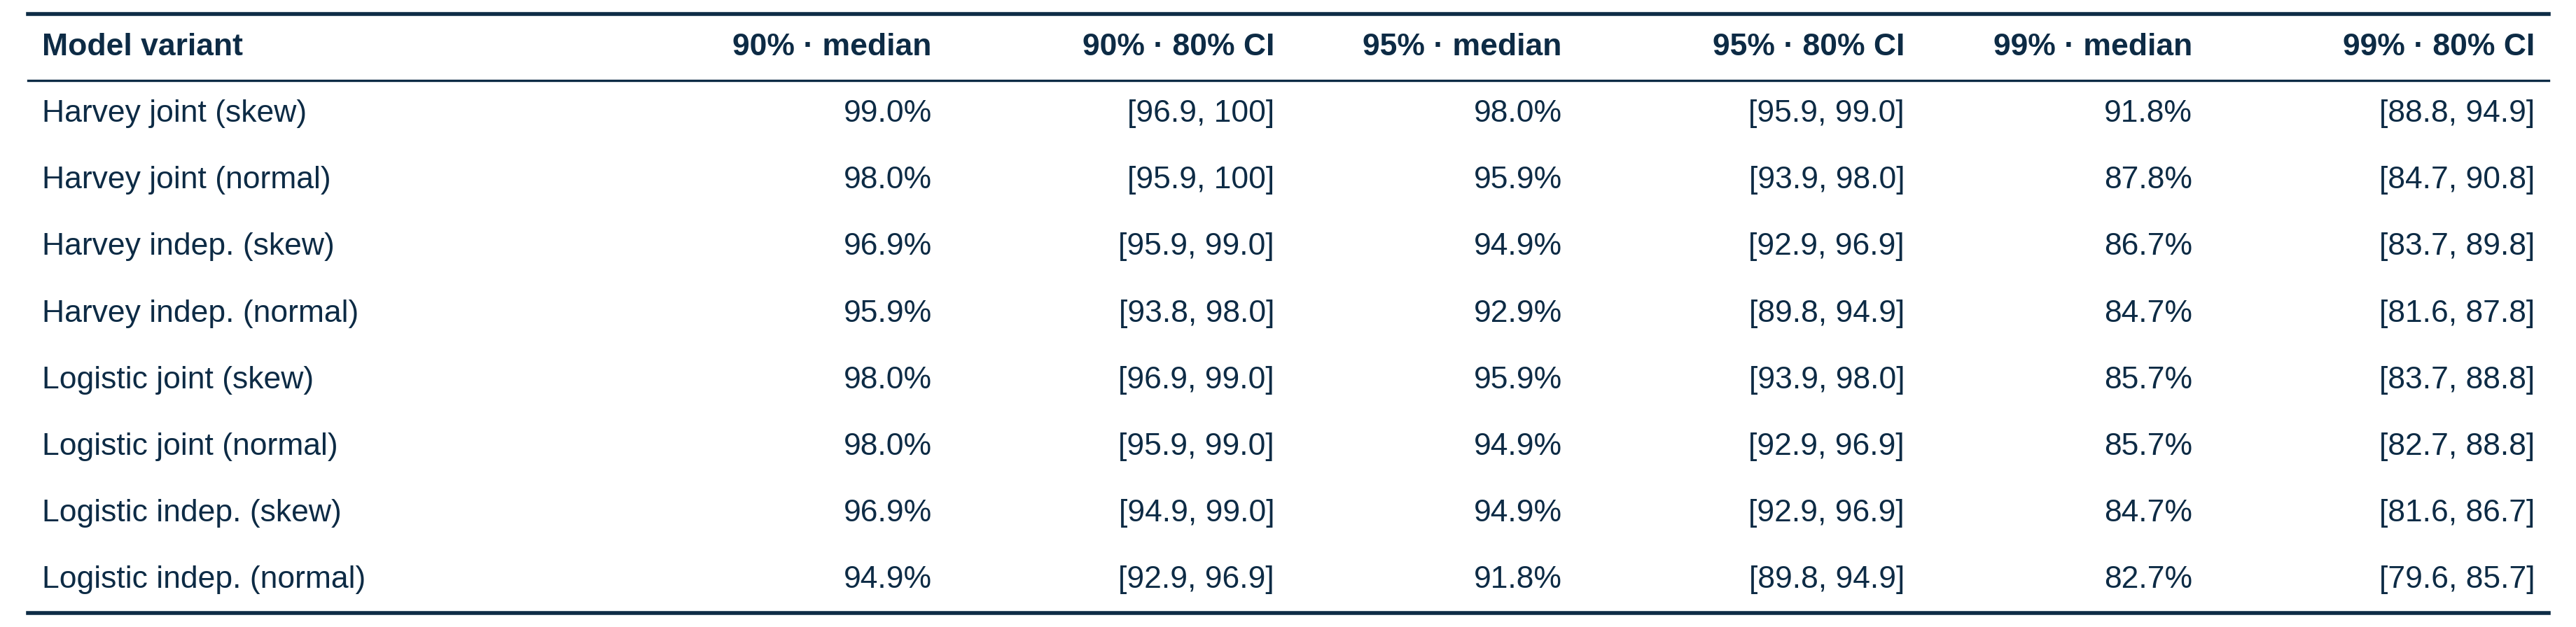 Model variant 90% · median 90% · 80% CI 95% · median 95% · 80% CI 99% · median 99% · 80% CI
Harvey joint (skew) 99.0% [96.9, 100] 98.0% [95.9, 99.0] 91.8% [88.8, 94.9]
Harvey joint (normal) 98.0% [95.9, 100] 95.9% [93.9, 98.0] 87.8% [84.7, 90.8]
Harvey indep. (skew) 96.9% [95.9, 99.0] 94.9% [92.9, 96.9] 86.7% [83.7, 89.8]
Harvey indep. (normal) 95.9% [93.8, 98.0] 92.9% [89.8, 94.9] 84.7% [81.6, 87.8]
Logistic joint (skew) 98.0% [96.9, 99.0] 95.9% [93.9, 98.0] 85.7% [83.7, 88.8]
Logistic joint (normal) 98.0% [95.9, 99.0] 94.9% [92.9, 96.9] 85.7% [82.7, 88.8]
Logistic indep. (skew) 96.9% [94.9, 99.0] 94.9% [92.9, 96.9] 84.7% [81.6, 86.7]
Logistic indep. (normal) 94.9% [92.9, 96.9] 91.8% [89.8, 94.9] 82.7% [79.6, 85.7]